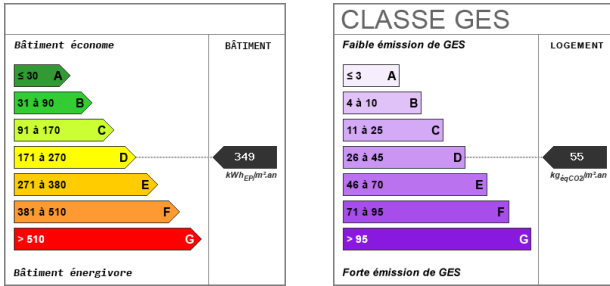 Bâtiment économe
BÂTIMENT
≤ 30 A
31 à 90 B
91 à 170 C
171 à 270 D
349
kWhEP/m².an
271 à 380 E
381 à 510 F
> 510 G
Bâtiment énergivore
CLASSE GES
Faible émission de GES
LOGEMENT
≤ 3 A
4 à 10 B
11 à 25 C
26 à 45 D
55
kgéqCO2/m².an
46 à 70 E
71 à 95 F
> 95 G
Forte émission de GES